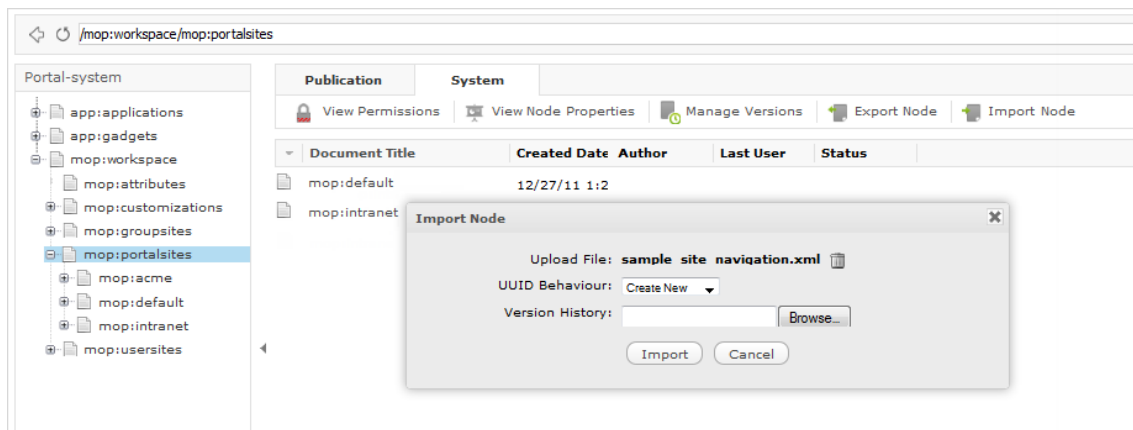 /mop:workspace/mop:portalsites
Portal-system
app:applications
app:gadgets
mop:workspace
mop:attributes
mop:customizations
mop:groupsites
mop:portalsites
mop:acme
mop:default
mop:intranet
mop:usersites
Publication System
View Permissions View Node Properties Manage Versions Export Node Import Node
Document Title Created Date Author Last User Status
mop:default 12/27/11 1:2
mop:intranet
Import Node
Upload File: sample_site_navigation.xml
UUID Behaviour: Create New
Version History: Browse...
Import Cancel